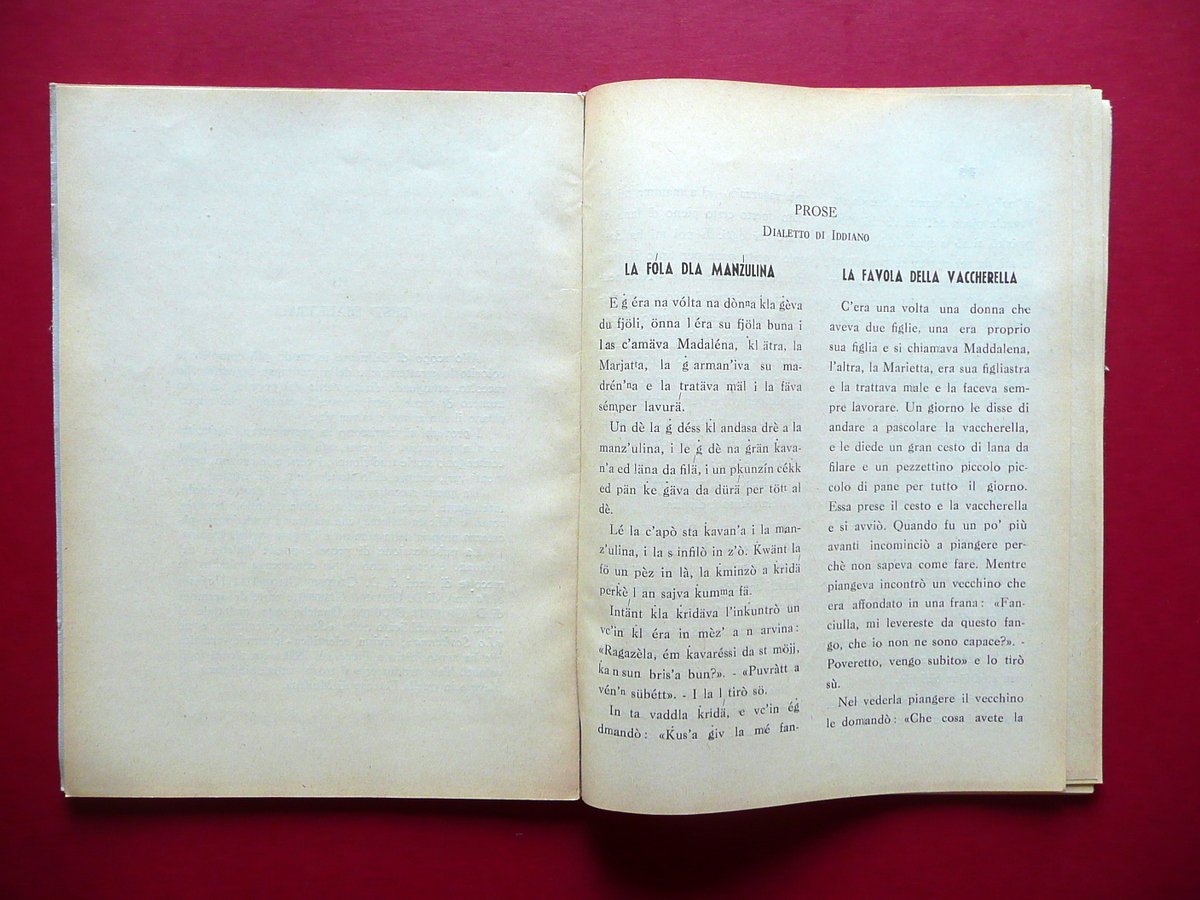 PROSE
DIALETTO DI IDDIANO
LA FÓLA DLA MANŹULINA
E ġ éra na vólta na dònna kla ġèva
du fjöli, önna l éra su fjöla buna i
l as c'amäva Madaléna, kl ätra, la
Marjatta, la ġ arman'iva su ma-
drén'na e la tratäva mäl i la fäva
sémper lavurä.
Un dè la ġ déss kl andasa drè a la
manz'ulina, i le ġ dè na grän kava-
n'a ed läna da filä, i un pkunzín cékk
ed pän ke ġäva da dürä per tött al
dè.
Lé la c'apò sta kavan'a i la man-
z'ulina, i la s infilò in z'ò. Kwänt la
fö un pèz in là, la kminzò a kridä
perkè l an sajva kumma fä.
Intänt kla kridäva l'inkuntrò un
vc'in kl éra in mèz' a n arvina:
«Ragazèla, ém kavaréssi da st möjj,
ka n sun bris'a bun?». - «Puvràtt a
vén'n sübétt». - I la l tirò sö.
In ta vaddla kridä, e vc'in ég
dmandò: «Kus'a ġiv la mé fan-
LA FAVOLA DELLA VACCHERELLA
C'era una volta una donna che
aveva due figlie, una era proprio
sua figlia e si chiamava Maddalena,
l'altra, la Marietta, era sua figliastra
e la trattava male e la faceva sem-
pre lavorare. Un giorno le disse di
andare a pascolare la vaccherella,
e le diede un gran cesto di lana da
filare e un pezzettino piccolo pic-
colo di pane per tutto il giorno.
Essa prese il cesto e la vaccherella
e si avviò. Quando fu un po' più
avanti incominciò a piangere per-
chè non sapeva come fare. Mentre
piangeva incontrò un vecchino che
era affondato in una frana: «Fan-
ciulla, mi levereste da questo fan-
go, che io non ne sono capace?». -
Poveretto, vengo subito» e lo tirò
sù.
Nel vederla piangere il vecchino
le domandò: «Che cosa avete la